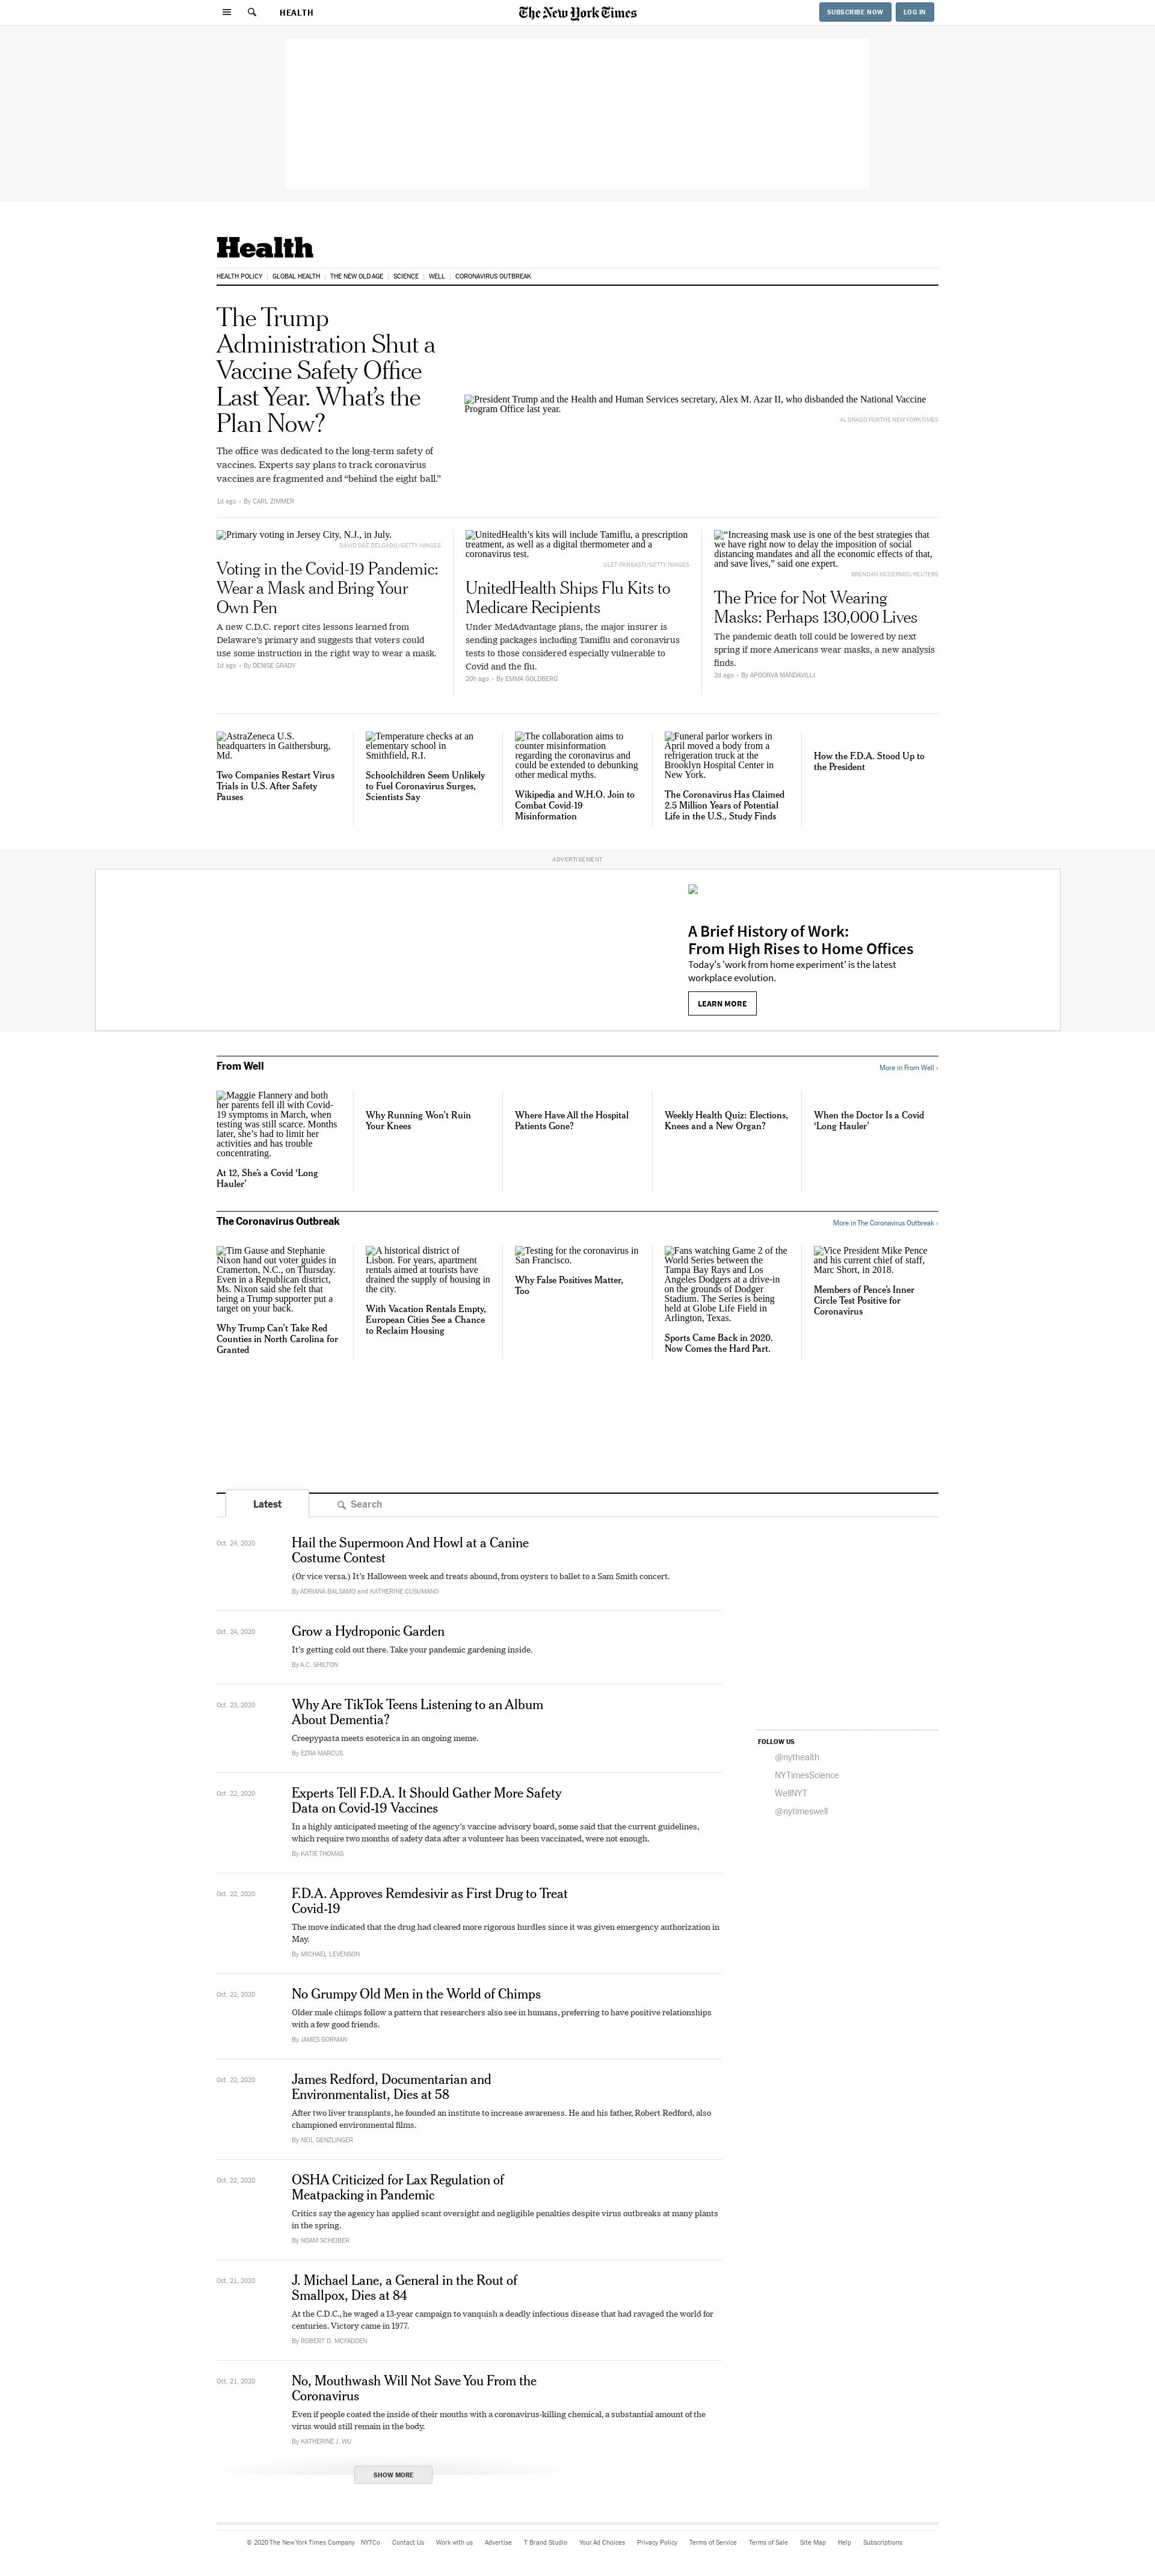 HEALTH
The New York Times
SUBSCRIBE NOW
LOG IN
Health
HEALTH POLICY
GLOBAL HEALTH
THE NEW OLD AGE
SCIENCE
WELL
CORONAVIRUS OUTBREAK
The Trump
Administration Shut a
Vaccine Safety Office
Last Year. What’s the
Plan Now?
The office was dedicated to the long-term safety of
vaccines. Experts say plans to track coronavirus
vaccines are fragmented and “behind the eight ball.”
1d ago • By CARL ZIMMER
President Trump and the Health and Human Services secretary, Alex M. Azar II, who disbanded the National Vaccine
Program Office last year.
AL DRAGO FOR THE NEW YORK TIMES
Primary voting in Jersey City, N.J., in July.
DAVID DEE DELGADO/GETTY IMAGES
Voting in the Covid-19 Pandemic:
Wear a Mask and Bring Your
Own Pen
A new C.D.C. report cites lessons learned from
Delaware’s primary and suggests that voters could
use some instruction in the right way to wear a mask.
1d ago • By DENISE GRADY
UnitedHealth’s kits will include Tamiflu, a prescription
treatment, as well as a digital thermometer and a
coronavirus test.
ULET IFANSASTI/GETTY IMAGES
UnitedHealth Ships Flu Kits to
Medicare Recipients
Under MedAdvantage plans, the major insurer is
sending packages including Tamiflu and coronavirus
tests to those considered especially vulnerable to
Covid and the flu.
20h ago • By EMMA GOLDBERG
“Increasing mask use is one of the best strategies that
we have right now to delay the imposition of social
distancing mandates and all the economic effects of that,
and save lives,” said one expert.
BRENDAN MCDERMID/REUTERS
The Price for Not Wearing
Masks: Perhaps 130,000 Lives
The pandemic death toll could be lowered by next
spring if more Americans wear masks, a new analysis
finds.
2d ago • By APOORVA MANDAVILLI
AstraZeneca U.S.
headquarters in Gaithersburg,
Md.
Two Companies Restart Virus
Trials in U.S. After Safety
Pauses
Temperature checks at an
elementary school in
Smithfield, R.I.
Schoolchildren Seem Unlikely
to Fuel Coronavirus Surges,
Scientists Say
The collaboration aims to
counter misinformation
regarding the coronavirus and
could be extended to debunking
other medical myths.
Wikipedia and W.H.O. Join to
Combat Covid-19
Misinformation
Funeral parlor workers in
April moved a body from a
refrigeration truck at the
Brooklyn Hospital Center in
New York.
The Coronavirus Has Claimed
2.5 Million Years of Potential
Life in the U.S., Study Finds
How the F.D.A. Stood Up to
the President
ADVERTISEMENT
A Brief History of Work:
From High Rises to Home Offices
Today's 'work from home experiment' is the latest
workplace evolution.
LEARN MORE
From Well
More in From Well ›
Maggie Flannery and both
her parents fell ill with Covid-
19 symptoms in March, when
testing was still scarce. Months
later, she’s had to limit her
activities and has trouble
concentrating.
At 12, She’s a Covid ‘Long
Hauler’
Why Running Won’t Ruin
Your Knees
Where Have All the Hospital
Patients Gone?
Weekly Health Quiz: Elections,
Knees and a New Organ?
When the Doctor Is a Covid
‘Long Hauler’
The Coronavirus Outbreak
More in The Coronavirus Outbreak ›
Tim Gause and Stephanie
Nixon hand out voter guides in
Cramerton, N.C., on Thursday.
Even in a Republican district,
Ms. Nixon said she felt that
being a Trump supporter put a
target on your back.
Why Trump Can’t Take Red
Counties in North Carolina for
Granted
A historical district of
Lisbon. For years, apartment
rentals aimed at tourists have
drained the supply of housing in
the city.
With Vacation Rentals Empty,
European Cities See a Chance
to Reclaim Housing
Testing for the coronavirus in
San Francisco.
Why False Positives Matter,
Too
Fans watching Game 2 of the
World Series between the
Tampa Bay Rays and Los
Angeles Dodgers at a drive-in
on the grounds of Dodger
Stadium. The Series is being
held at Globe Life Field in
Arlington, Texas.
Sports Came Back in 2020.
Now Comes the Hard Part.
Vice President Mike Pence
and his current chief of staff,
Marc Short, in 2018.
Members of Pence’s Inner
Circle Test Positive for
Coronavirus
Latest
Search
Oct. 24, 2020
Hail the Supermoon And Howl at a Canine
Costume Contest
(Or vice versa.) It’s Halloween week and treats abound, from oysters to ballet to a Sam Smith concert.
By ADRIANA BALSAMO and KATHERINE CUSUMANO
Oct. 24, 2020
Grow a Hydroponic Garden
It’s getting cold out there. Take your pandemic gardening inside.
By A.C. SHILTON
Oct. 23, 2020
Why Are TikTok Teens Listening to an Album
About Dementia?
Creepypasta meets esoterica in an ongoing meme.
By EZRA MARCUS
FOLLOW US
@nythealth
NYTimesScience
WellNYT
@nytimeswell
Oct. 22, 2020
Experts Tell F.D.A. It Should Gather More Safety
Data on Covid-19 Vaccines
In a highly anticipated meeting of the agency’s vaccine advisory board, some said that the current guidelines,
which require two months of safety data after a volunteer has been vaccinated, were not enough.
By KATIE THOMAS
Oct. 22, 2020
F.D.A. Approves Remdesivir as First Drug to Treat
Covid-19
The move indicated that the drug had cleared more rigorous hurdles since it was given emergency authorization in
May.
By MICHAEL LEVENSON
Oct. 22, 2020
No Grumpy Old Men in the World of Chimps
Older male chimps follow a pattern that researchers also see in humans, preferring to have positive relationships
with a few good friends.
By JAMES GORMAN
Oct. 22, 2020
James Redford, Documentarian and
Environmentalist, Dies at 58
After two liver transplants, he founded an institute to increase awareness. He and his father, Robert Redford, also
championed environmental films.
By NEIL GENZLINGER
Oct. 22, 2020
OSHA Criticized for Lax Regulation of
Meatpacking in Pandemic
Critics say the agency has applied scant oversight and negligible penalties despite virus outbreaks at many plants
in the spring.
By NOAM SCHEIBER
Oct. 21, 2020
J. Michael Lane, a General in the Rout of
Smallpox, Dies at 84
At the C.D.C., he waged a 13-year campaign to vanquish a deadly infectious disease that had ravaged the world for
centuries. Victory came in 1977.
By ROBERT D. MCFADDEN
Oct. 21, 2020
No, Mouthwash Will Not Save You From the
Coronavirus
Even if people coated the inside of their mouths with a coronavirus-killing chemical, a substantial amount of the
virus would still remain in the body.
By KATHERINE J. WU
SHOW MORE
© 2020 The New York Times Company NYTCo Contact Us Work with us Advertise T Brand Studio Your Ad Choices Privacy Policy Terms of Service Terms of Sale Site Map Help Subscriptions